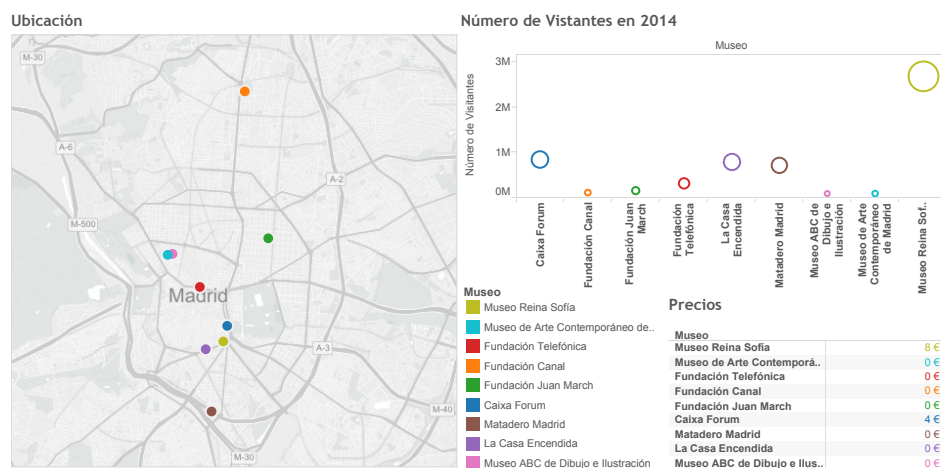 Ubicación
M-30
A-6
A-2
M-500
Madrid
A-3
M-40
M-30
Número de Vistantes en 2014
Museo
Número de Visitantes
3M
2M
1M
0M
Caixa Forum
Fundación Canal
Fundación Juan
March
Fundación
Telefónica
La Casa
Encendida
Matadero Madrid
Museo ABC de
Dibujo e
Ilustración
Museo de Arte
Contemporáneo
de Madrid
Museo Reina Sof..
Museo
Museo Reina Sofía
Museo de Arte Contemporáneo de..
Fundación Telefónica
Fundación Canal
Fundación Juan March
Caixa Forum
Matadero Madrid
La Casa Encendida
Museo ABC de Dibujo e Ilustración
Precios
Museo
Museo Reina Sofía 8 €
Museo de Arte Contemporá.. 0 €
Fundación Telefónica 0 €
Fundación Canal 0 €
Fundación Juan March 0 €
Caixa Forum 4 €
Matadero Madrid 0 €
La Casa Encendida 0 €
Museo ABC de Dibujo e Ilus.. 0 €